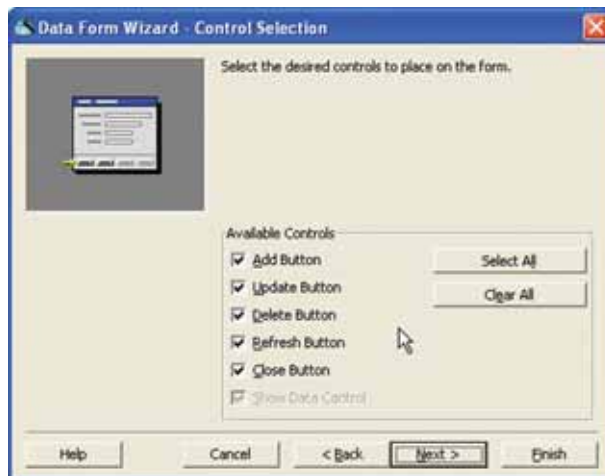 Data Form Wizard - Control Selection
Select the desired controls to place on the form.
Available Controls
Add Button
Select All
Update Button
Clear All
Delete Button
Refresh Button
Close Button
Show Data Control
Help
Cancel
< Back
Next >
Finish